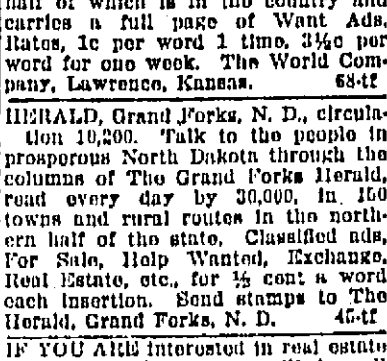 half of which is in the country and
carries a full page of Want Ads.
Rates, 1c per word 1 time. 3½c per
word for one week. The World Com-
pany, Lawrence, Kansas. 68-tf
HERALD, Grand Forks, N. D., circula-
tion 10,200. Talk to the people in
prosperous North Dakota through the
columns of The Grand Forks Herald,
read every day by 30,000, in 150
towns and rural routes in the north-
ern half of the state. Classified ads,
For Sale, Help Wanted, Exchange,
Real Estate, etc., for ½ cent a word
each insertion. Send stamps to The
Herald, Grand Forks, N. D. 45-tf
IF YOU ARE interested in real estate